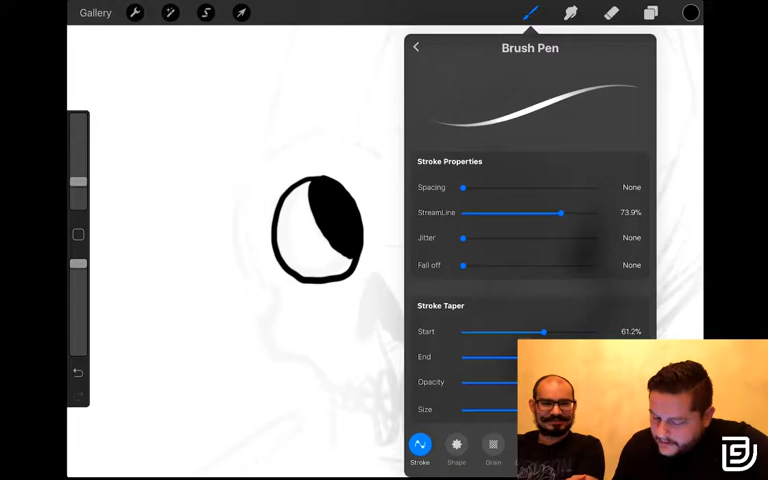 Gallery
Brush Pen
Stroke Properties
Spacing None
StreamLine 73.9%
Jitter None
Fall off None
Stroke Taper
Start 61.2%
End
Opacity
Size
Stroke Shape Grain